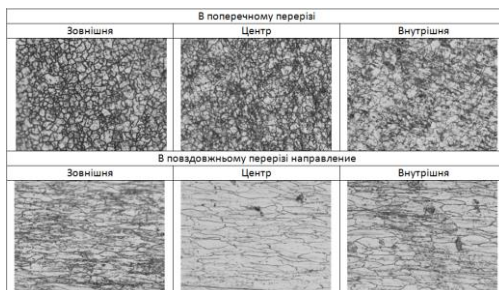 В поперечному перерізі
Зовнішня Центр Внутрішня
В повздовжньому перерізі направление
Зовнішня Центр Внутрішня